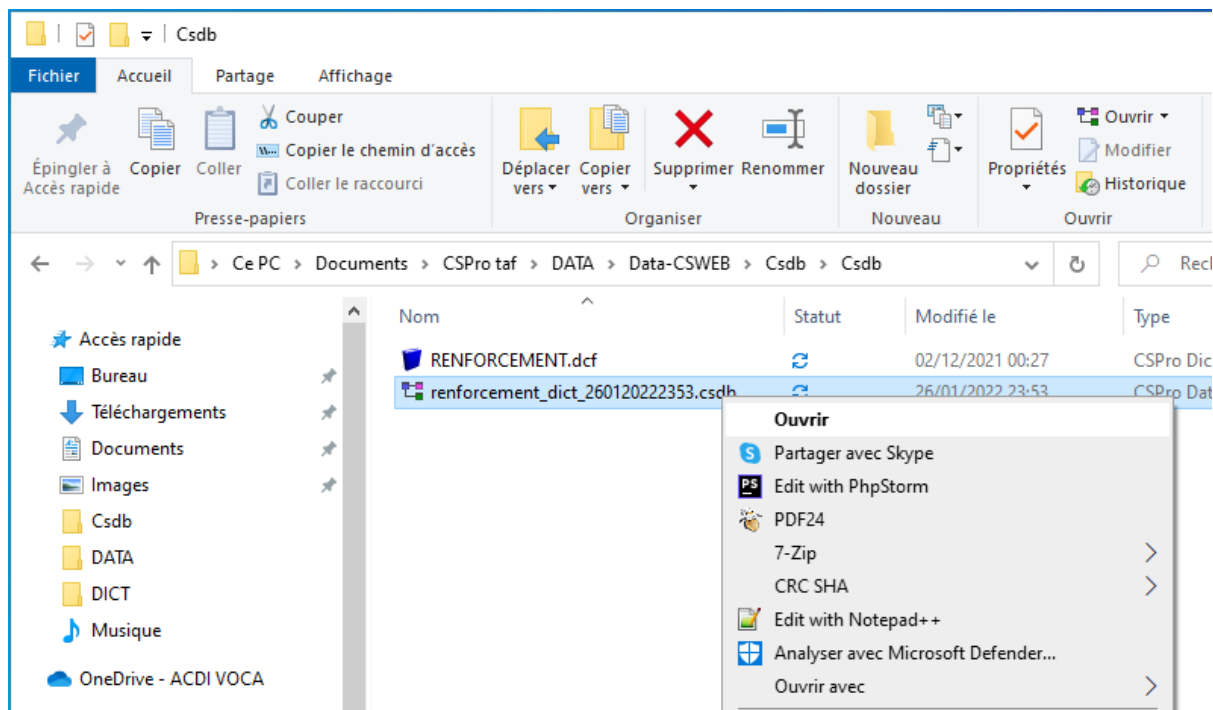 Csdb
Fichier Accueil Partage Affichage
Épingler à Accès rapide
Copier
Coller
Couper
Copier le chemin d'accès
Coller le raccourci
Presse-papiers
Déplacer vers
Copier vers
Supprimer
Renommer
Organiser
Nouveau dossier
Nouveau
Propriétés
Ouvrir
Modifier
Historique
Ouvrir
Ce PC > Documents > CSPro taf > DATA > Data-CSWEB > Csdb > Csdb
Nom Statut Modifié le Type
RENFORCEMENT.dcf 02/12/2021 00:27 CSPro Dic
renforcement_dict_260120222353.csdb 26/01/2022 23:53 CSPro Dat
Accès rapide
Bureau
Téléchargements
Documents
Images
Csdb
DATA
DICT
Musique
OneDrive - ACDI VOCA
Ouvrir
Partager avec Skype
Edit with PhpStorm
PDF24
7-Zip
CRC SHA
Edit with Notepad++
Analyser avec Microsoft Defender...
Ouvrir avec